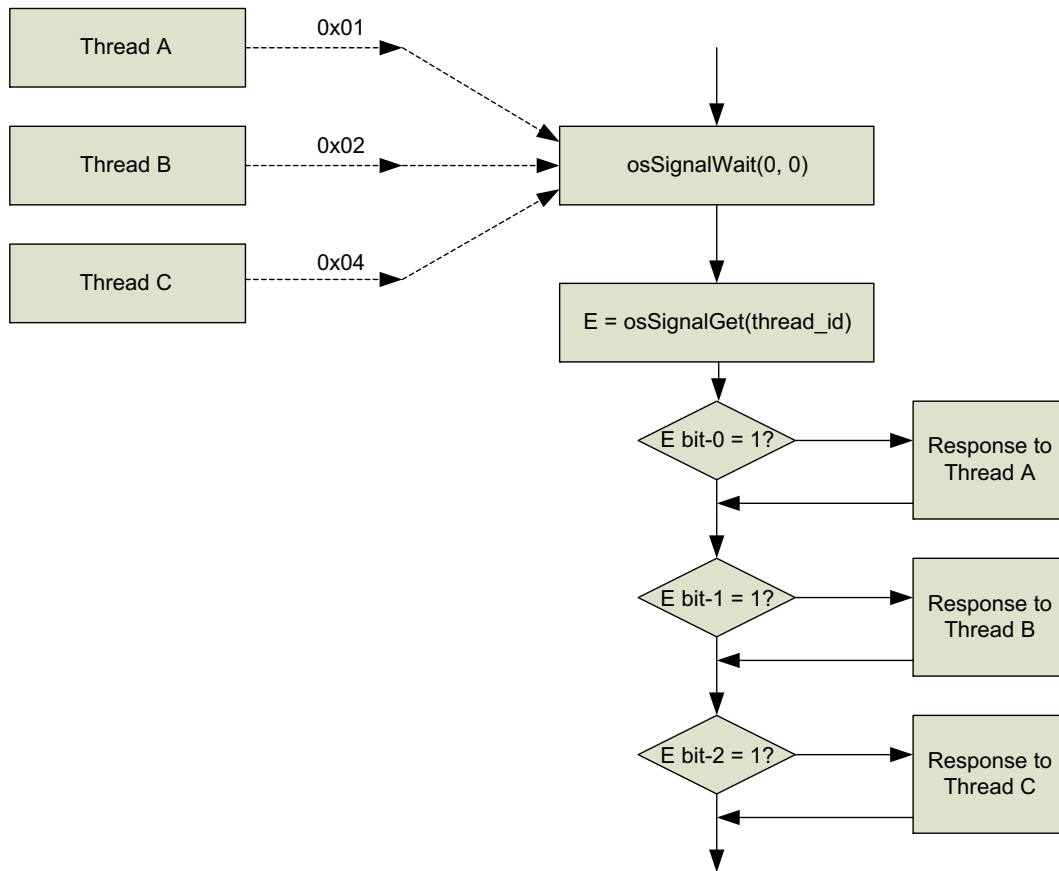 Thread A
0x01
Thread B
0x02
osSignalWait(0, 0)
Thread C
0x04
E = osSignalGet(thread_id)
E bit-0 = 1?
Response to
Thread A
E bit-1 = 1?
Response to
Thread B
E bit-2 = 1?
Response to
Thread C